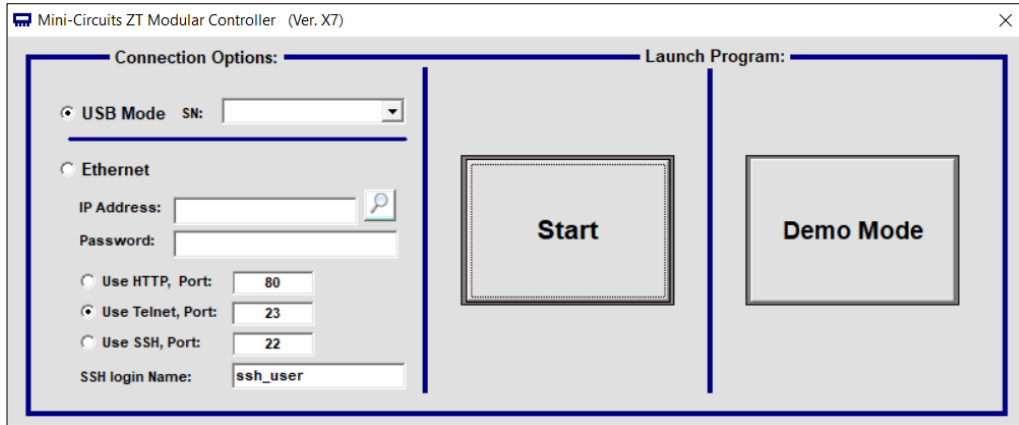 Mini-Circuits ZT Modular Controller (Ver. X7)
Connection Options:
Launch Program:
USB Mode SN:
Ethernet
IP Address:
Password:
Use HTTP, Port: 80
Use Telnet, Port: 23
Use SSH, Port: 22
SSH login Name: ssh_user
Start
Demo Mode